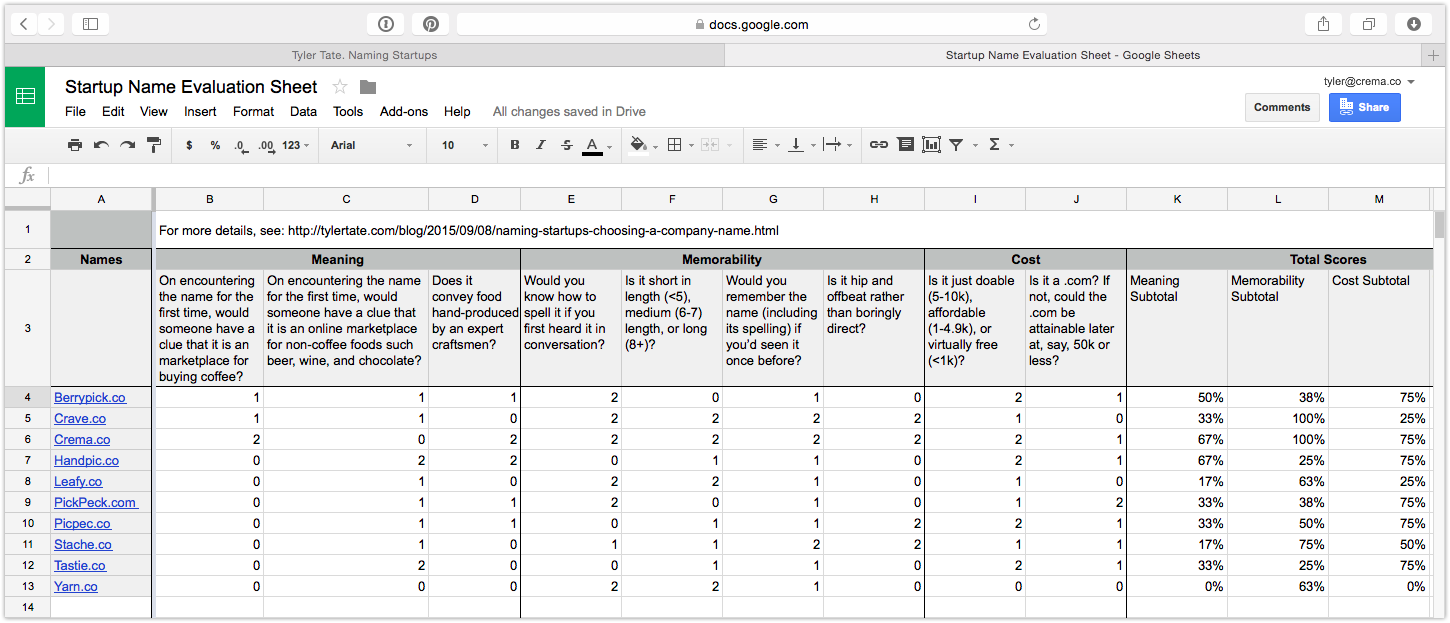 docs.google.com
Tyler Tate. Naming Startups
Startup Name Evaluation Sheet - Google Sheets
Startup Name Evaluation Sheet
tyler@crema.co
File Edit View Insert Format Data Tools Add-ons Help All changes saved in Drive
Comments
Share
$ % .0 .00 123 Arial 10 B I S A Σ
fx
A B C D E F G H I J K L M
1 For more details, see: http://tylertate.com/blog/2015/09/08/naming-startups-choosing-a-company-name.html
2 Names Meaning Memorability Cost Total Scores
3
On encountering
the name for the
first time, would
someone have a
clue that it is an
marketplace for
buying coffee?
On encountering the name
for the first time, would
someone have a clue that
it is an online marketplace
for non-coffee foods such
beer, wine, and chocolate?
Does it
convey food
hand-produced
by an expert
craftsmen?
Would you
know how to
spell it if you
first heard it in
conversation?
Is it short in
length (<5),
medium (6-7)
length, or long
(8+)?
Would you
remember the
name (including
its spelling) if
you'd seen it
once before?
Is it hip and
offbeat rather
than boringly
direct?
Is it just doable
(5-10k),
affordable
(1-4.9k), or
virtually free
(<1k)?
Is it a .com? If
not, could the
.com be
attainable later
at, say, 50k or
less?
Meaning
Subtotal
Memorability
Subtotal
Cost Subtotal
4 Berrypick.co 1 1 1 2 0 1 0 2 1 50% 38% 75%
5 Crave.co 1 1 0 2 2 2 2 1 0 33% 100% 25%
6 Crema.co 2 0 2 2 2 2 2 2 1 67% 100% 75%
7 Handpic.co 0 2 2 0 1 1 0 2 1 67% 25% 75%
8 Leafy.co 0 1 0 2 2 1 0 1 0 17% 63% 25%
9 PickPeck.com 0 1 1 2 0 1 0 1 2 33% 38% 75%
10 Picpec.co 0 1 1 0 1 1 2 2 1 33% 50% 75%
11 Stache.co 0 1 0 1 1 2 2 1 1 17% 75% 50%
12 Tastie.co 0 2 0 0 1 1 0 2 1 33% 25% 75%
13 Yarn.co 0 0 0 2 2 1 0 0 0 0% 63% 0%
14